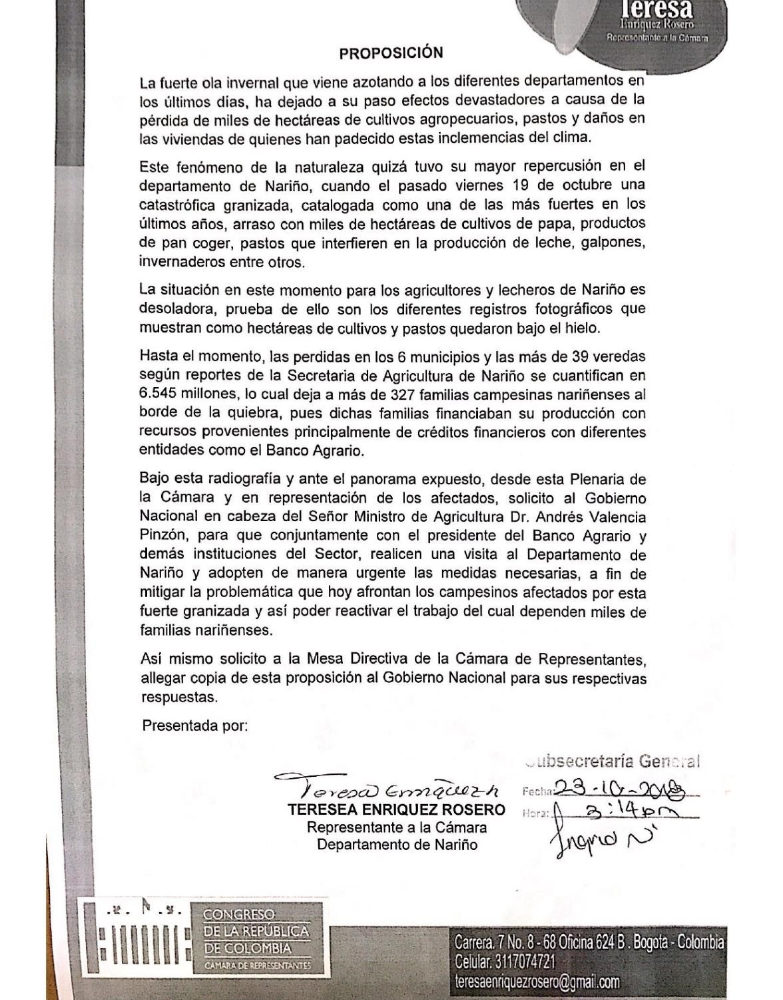 Teresa
Enriquez Rosero
Representante a la Cámara
PROPOSICIÓN
La fuerte ola invernal que viene azotando a los diferentes departamentos en
los últimos días, ha dejado a su paso efectos devastadores a causa de la
pérdida de miles de hectáreas de cultivos agropecuarios, pastos y daños en
las viviendas de quienes han padecido estas inclemencias del clima.
Este fenómeno de la naturaleza quizá tuvo su mayor repercusión en el
departamento de Nariño, cuando el pasado viernes 19 de octubre una
catastrófica granizada, catalogada como una de las más fuertes en los
últimos años, arraso con miles de hectáreas de cultivos de papa, productos
de pan coger, pastos que interfieren en la producción de leche, galpones,
invernaderos entre otros.
La situación en este momento para los agricultores y lecheros de Nariño es
desoladora, prueba de ello son los diferentes registros fotográficos que
muestran como hectáreas de cultivos y pastos quedaron bajo el hielo.
Hasta el momento, las perdidas en los 6 municipios y las más de 39 veredas
según reportes de la Secretaria de Agricultura de Nariño se cuantifican en
6.545 millones, lo cual deja a más de 327 familias campesinas nariñenses al
borde de la quiebra, pues dichas familias financiaban su producción con
recursos provenientes principalmente de créditos financieros con diferentes
entidades como el Banco Agrario.
Bajo esta radiografía y ante el panorama expuesto, desde esta Plenaria de
la Cámara y en representación de los afectados, solicito al Gobierno
Nacional en cabeza del Señor Ministro de Agricultura Dr. Andrés Valencia
Pinzón, para que conjuntamente con el presidente del Banco Agrario y
demás instituciones del Sector, realicen una visita al Departamento de
Nariño y adopten de manera urgente las medidas necesarias, a fin de
mitigar la problemática que hoy afrontan los campesinos afectados por esta
fuerte granizada y así poder reactivar el trabajo del cual dependen miles de
familias nariñenses.
Así mismo solicito a la Mesa Directiva de la Cámara de Representantes,
allegar copia de esta proposición al Gobierno Nacional para sus respectivas
respuestas.
Presentada por:
Subsecretaría General
Fecha: 23-10-2018
Hora: 3:14pm
Ingrid N
Teresa Enriquez R
TERESEA ENRIQUEZ ROSERO
Representante a la Cámara
Departamento de Nariño
CONGRESO
DE LA REPÚBLICA
DE COLOMBIA
CAMARA DE REPRESENTANTES
Carrera. 7 No. 8 - 68 Oficina 624 B . Bogota - Colombia
Celular. 3117074721
teresaenriquezrosero@gmail.com